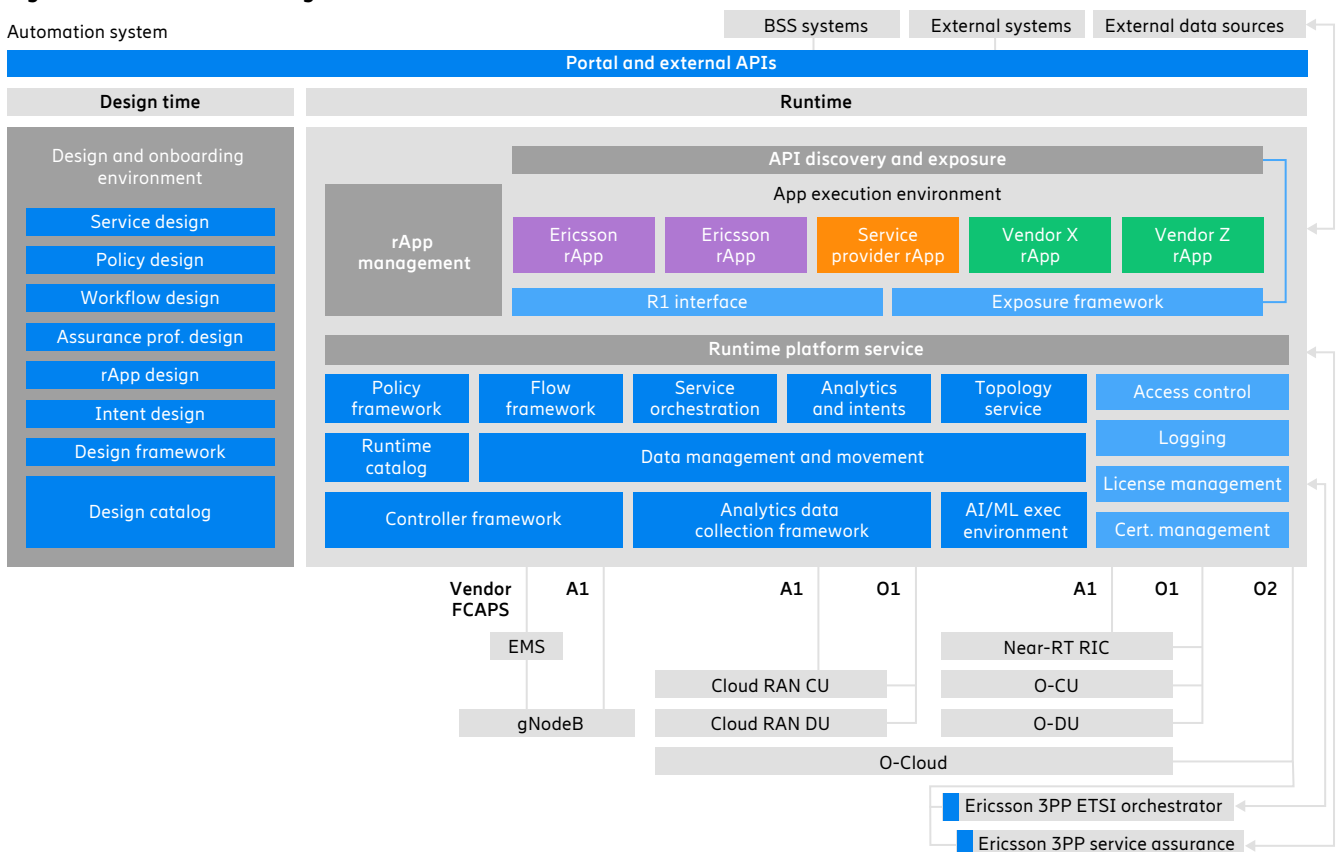 Automation system
BSS systems
External systems
External data sources
Portal and external APIs
Design time
Runtime
Design and onboarding
environment
Service design
Policy design
Workflow design
Assurance prof. design
rApp design
Intent design
Design framework
Design catalog
API discovery and exposure
App execution environment
rApp
management
Ericsson
rApp
Ericsson
rApp
Service
provider rApp
Vendor X
rApp
Vendor Z
rApp
R1 interface
Exposure framework
Runtime platform service
Policy
framework
Flow
framework
Service
orchestration
Analytics
and intents
Topology
service
Access control
Logging
License management
Cert. management
Runtime
catalog
Data management and movement
Controller framework
Analytics data
collection framework
AI/ML exec
environment
Vendor
FCAPS
A1
A1
O1
A1
O1
O2
EMS
gNodeB
Cloud RAN CU
Cloud RAN DU
Near-RT RIC
O-CU
O-DU
O-Cloud
Ericsson 3PP ETSI orchestrator
Ericsson 3PP service assurance